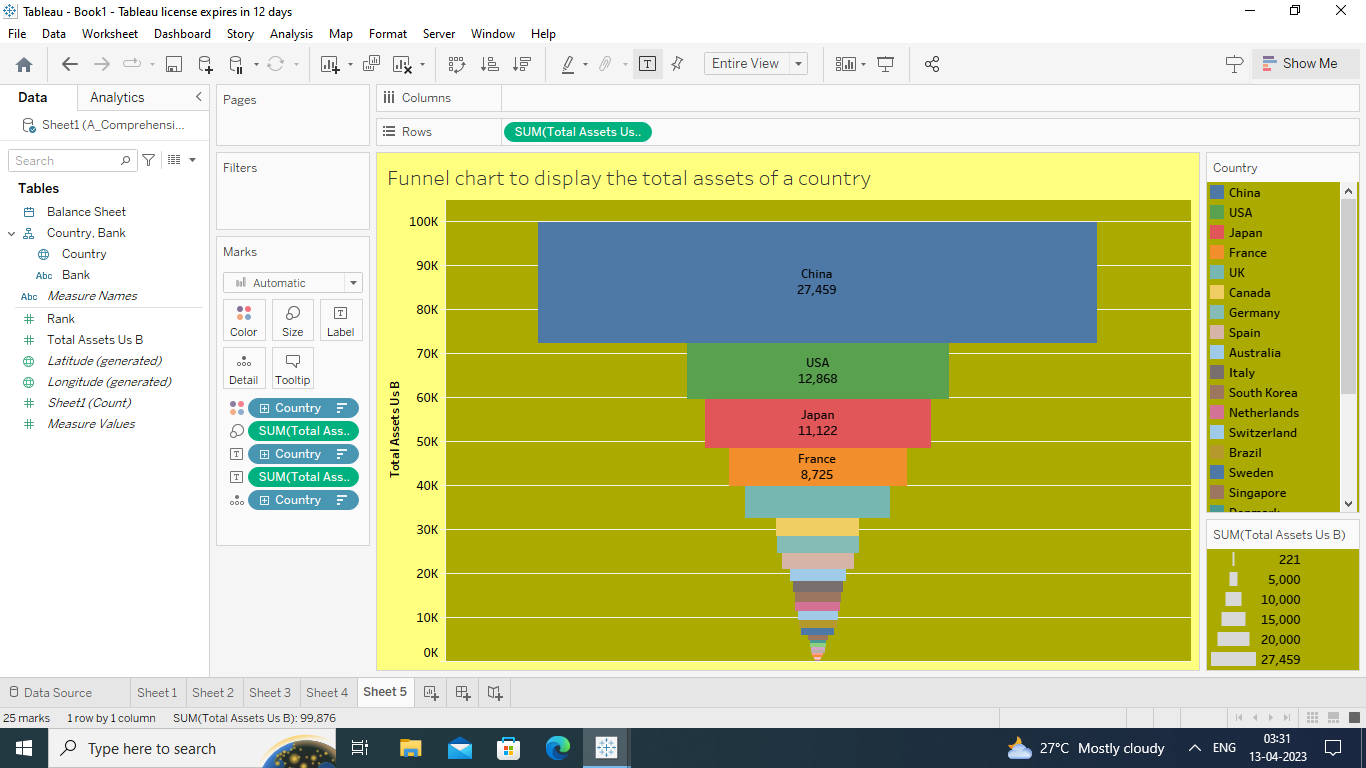 Tableau - Book1 - Tableau license expires in 12 days
File Data Worksheet Dashboard Story Analysis Map Format Server Window Help
Entire View
Show Me
Data Analytics
Sheet1 (A_Comprehensi...
Search
Tables
Balance Sheet
Country, Bank
Country
Abc Bank
Abc Measure Names
Rank
Total Assets Us B
Latitude (generated)
Longitude (generated)
Sheet1 (Count)
Measure Values
Pages
Filters
Marks
Automatic
Color Size Label
Detail Tooltip
Country
SUM(Total Ass..
Country
SUM(Total Ass..
Country
Columns
Rows SUM(Total Assets Us..
Funnel chart to display the total assets of a country
Total Assets Us B
100K
90K
80K
70K
60K
50K
40K
30K
20K
10K
0K
China
27,459
USA
12,868
Japan
11,122
France
8,725
Country
China
USA
Japan
France
UK
Canada
Germany
Spain
Australia
Italy
South Korea
Netherlands
Switzerland
Brazil
Sweden
Singapore
SUM(Total Assets Us B)
221
5,000
10,000
15,000
20,000
27,459
Data Source Sheet 1 Sheet 2 Sheet 3 Sheet 4 Sheet 5
25 marks 1 row by 1 column SUM(Total Assets Us B): 99,876
Type here to search
27°C Mostly cloudy ENG 03:31
13-04-2023